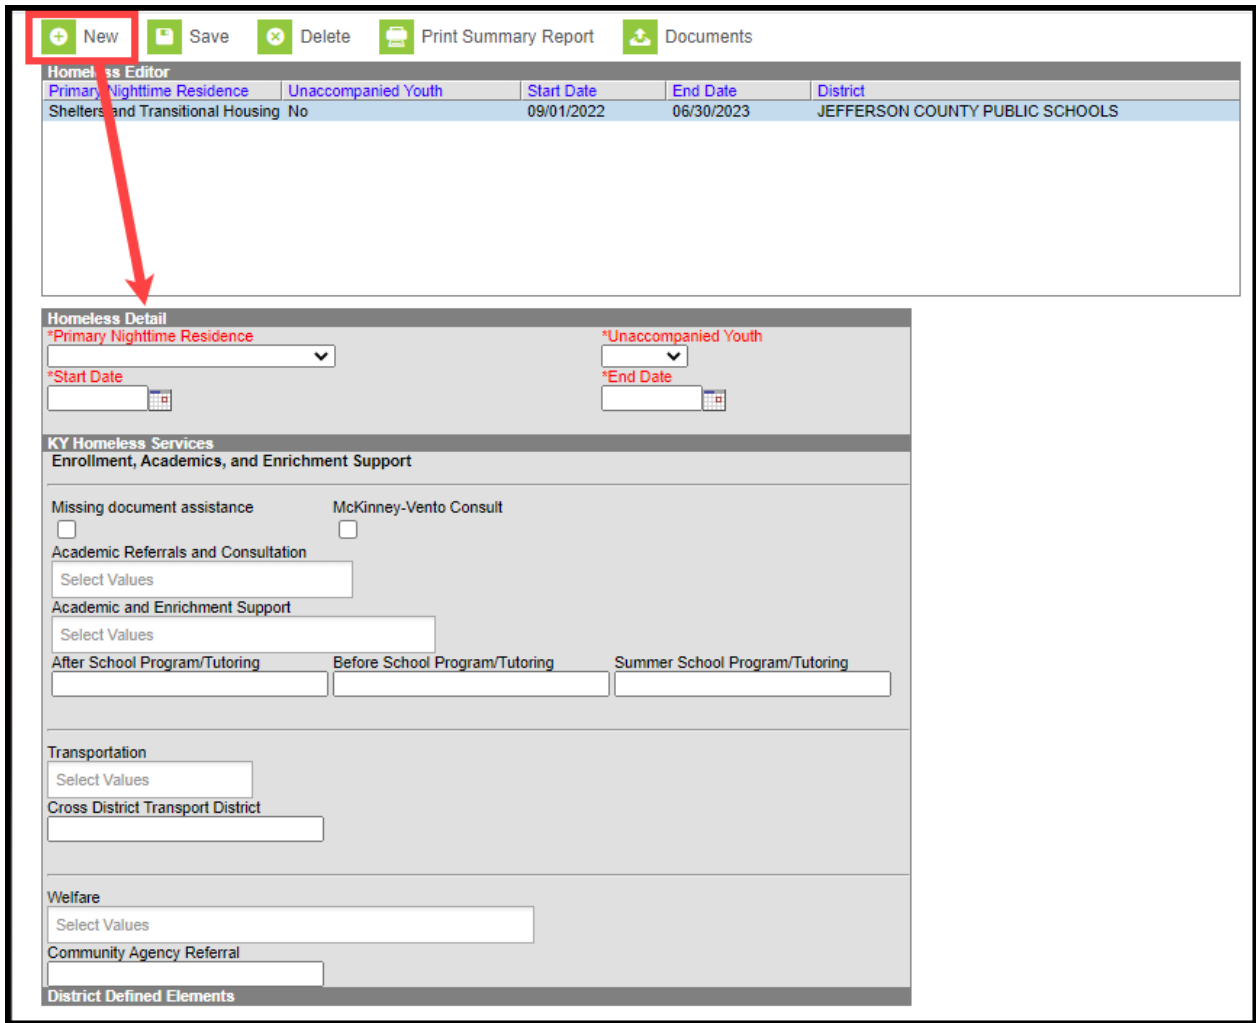 New Save Delete Print Summary Report Documents
Homeless Editor
Primary Nighttime Residence Unaccompanied Youth Start Date End Date District
Shelters and Transitional Housing No 09/01/2022 06/30/2023 JEFFERSON COUNTY PUBLIC SCHOOLS
Homeless Detail
*Primary Nighttime Residence *Unaccompanied Youth
*Start Date *End Date
KY Homeless Services
Enrollment, Academics, and Enrichment Support
Missing document assistance McKinney-Vento Consult
Academic Referrals and Consultation
Select Values
Academic and Enrichment Support
Select Values
After School Program/Tutoring Before School Program/Tutoring Summer School Program/Tutoring
Transportation
Select Values
Cross District Transport District
Welfare
Select Values
Community Agency Referral
District Defined Elements